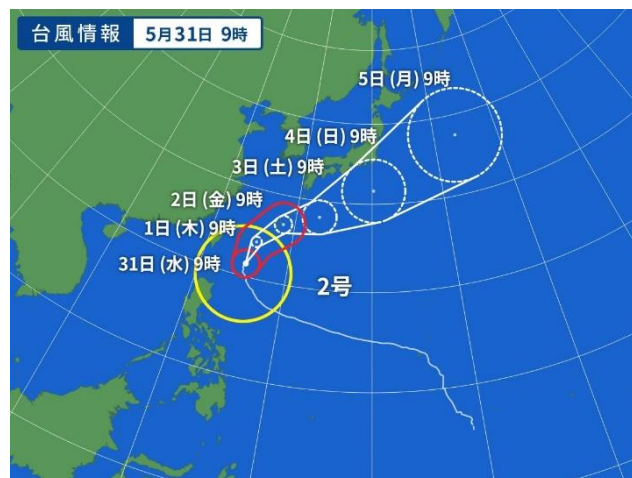 台風情報 5月31日 9時
5日(月)9時
4日(日)9時
3日(土)9時
2日(金)9時
1日(木)9時
31日(水)9時
2号